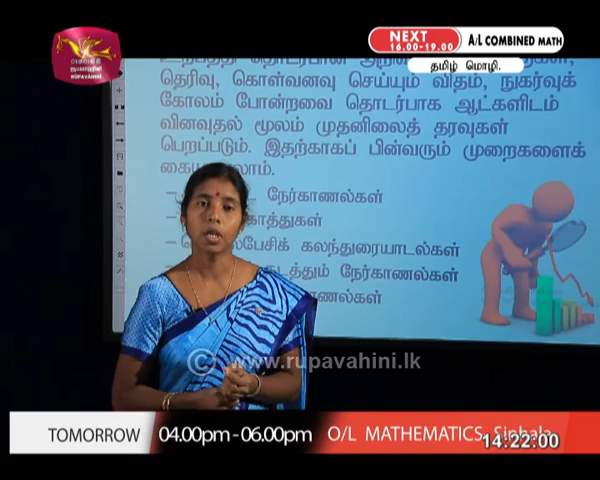 NEXT
16.00-19.00
A/L COMBINED MATH
தமிழ் மொழி.
RUPAVAHINI
தெரிவு, கொள்வனவு செய்யும் விதம், நுகர்வுக்
கோலம் போன்றவை தொடர்பாக ஆட்களிடம்
வினவுதல் மூலம் முதனிலைத் தரவுகள்
பெறப்படும். இதற்காகப் பின்வரும் முறைகளைக்
நேர்காணல்கள்
கலந்துரையாடல்கள்
நேர்காணல்கள்
© www.rupavahini.lk
TOMORROW 04.00pm - 06.00pm O/L MATHEMATICS Sinhala
14:22:00